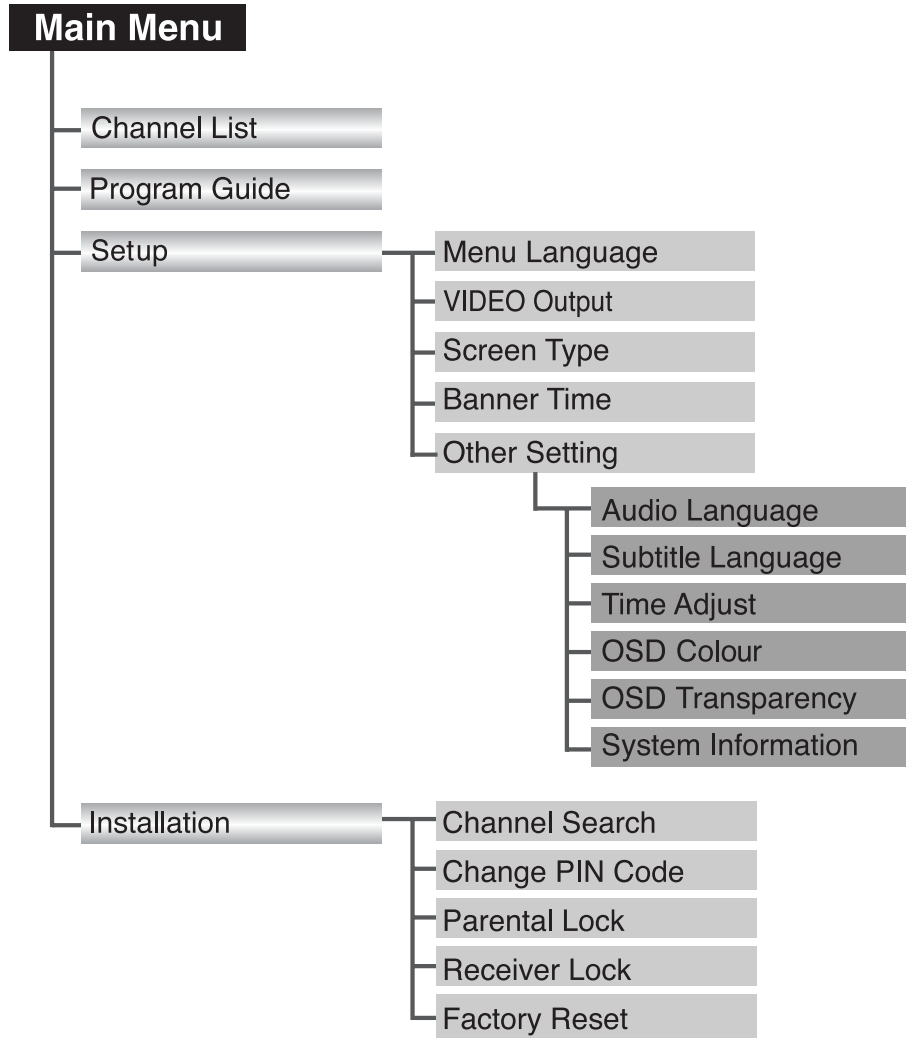 Main Menu
Channel List
Program Guide
Setup
Menu Language
VIDEO Output
Screen Type
Banner Time
Other Setting
Audio Language
Subtitle Language
Time Adjust
OSD Colour
OSD Transparency
System Information
Installation
Channel Search
Change PIN Code
Parental Lock
Receiver Lock
Factory Reset